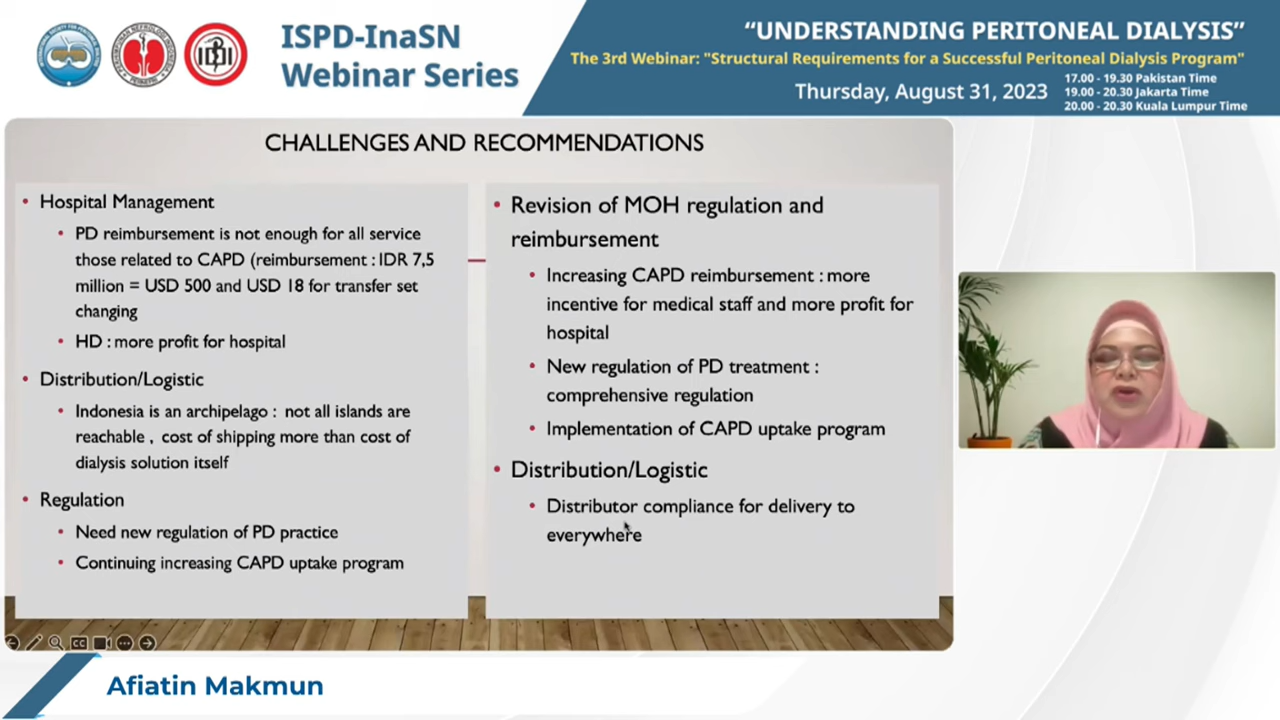 ISPD-InaSN
Webinar Series
“UNDERSTANDING PERITONEAL DIALYSIS”
The 3rd Webinar: "Structural Requirements for a Successful Peritoneal Dialysis Program"
Thursday, August 31, 2023
17.00 - 19.30 Pakistan Time
19.00 - 20.30 Jakarta Time
20.00 - 20.30 Kuala Lumpur Time
CHALLENGES AND RECOMMENDATIONS
• Hospital Management
• PD reimbursement is not enough for all service
those related to CAPD (reimbursement : IDR 7,5
million = USD 500 and USD 18 for transfer set
changing
• HD : more profit for hospital
• Distribution/Logistic
• Indonesia is an archipelago : not all islands are
reachable , cost of shipping more than cost of
dialysis solution itself
• Regulation
• Need new regulation of PD practice
• Continuing increasing CAPD uptake program
• Revision of MOH regulation and
reimbursement
• Increasing CAPD reimbursement : more
incentive for medical staff and more profit for
hospital
• New regulation of PD treatment :
comprehensive regulation
• Implementation of CAPD uptake program
• Distribution/Logistic
• Distributor compliance for delivery to
everywhere
CC
Afiatin Makmun